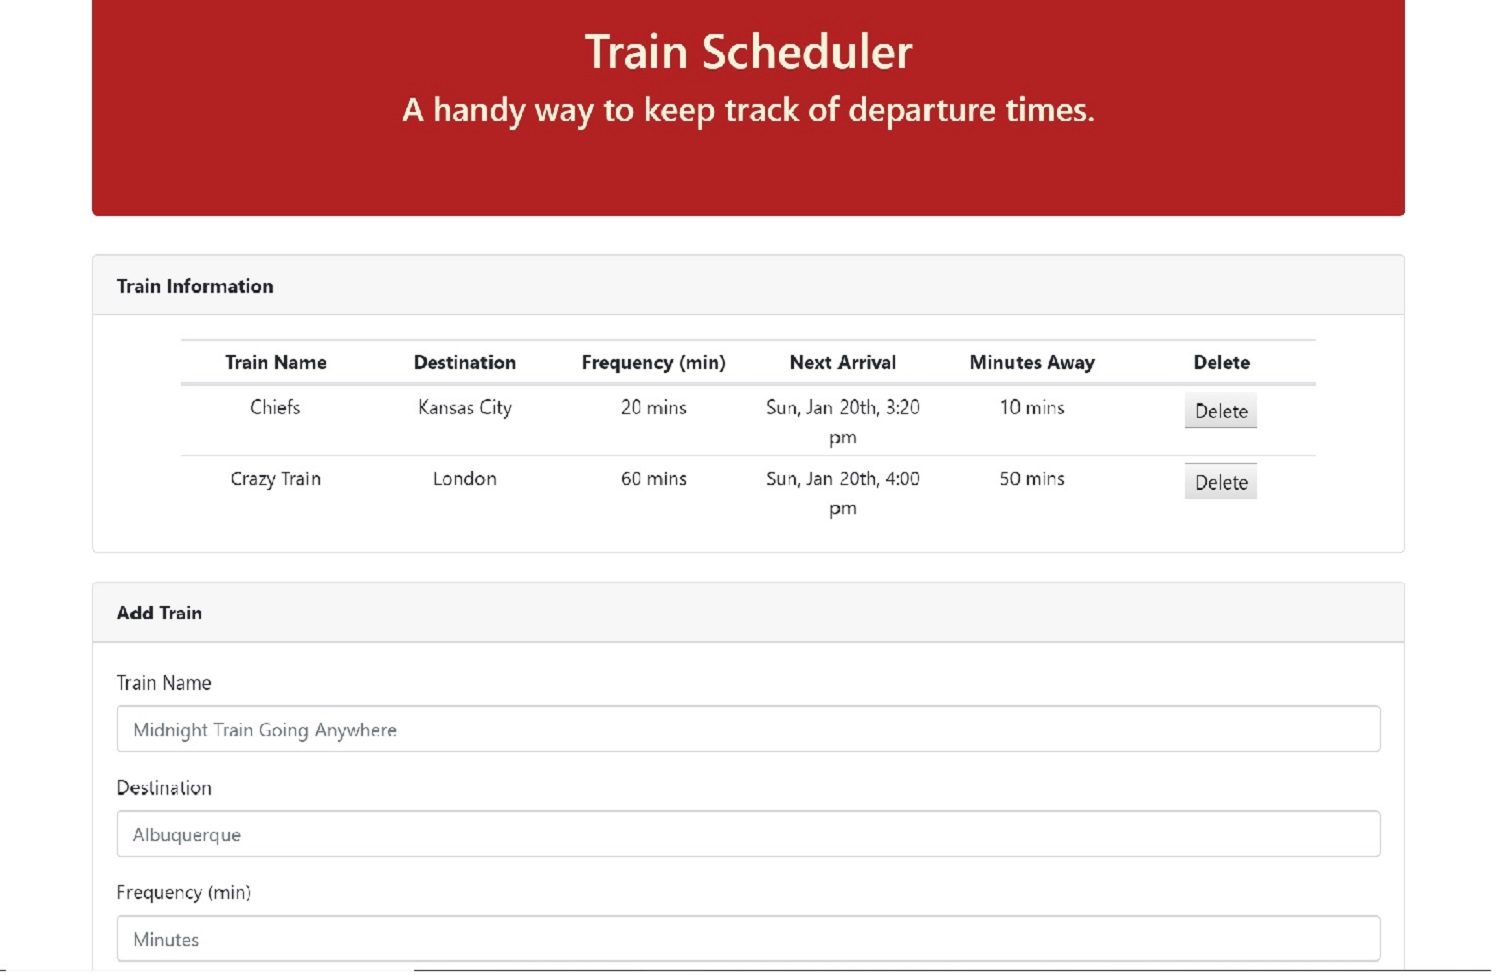 Train Scheduler
A handy way to keep track of departure times.
Train Information
Train Name Destination Frequency (min) Next Arrival Minutes Away Delete
Chiefs Kansas City 20 mins Sun, Jan 20th, 3:20 pm 10 mins Delete
Crazy Train London 60 mins Sun, Jan 20th, 4:00 pm 50 mins Delete
Add Train
Train Name
Midnight Train Going Anywhere
Destination
Albuquerque
Frequency (min)
Minutes